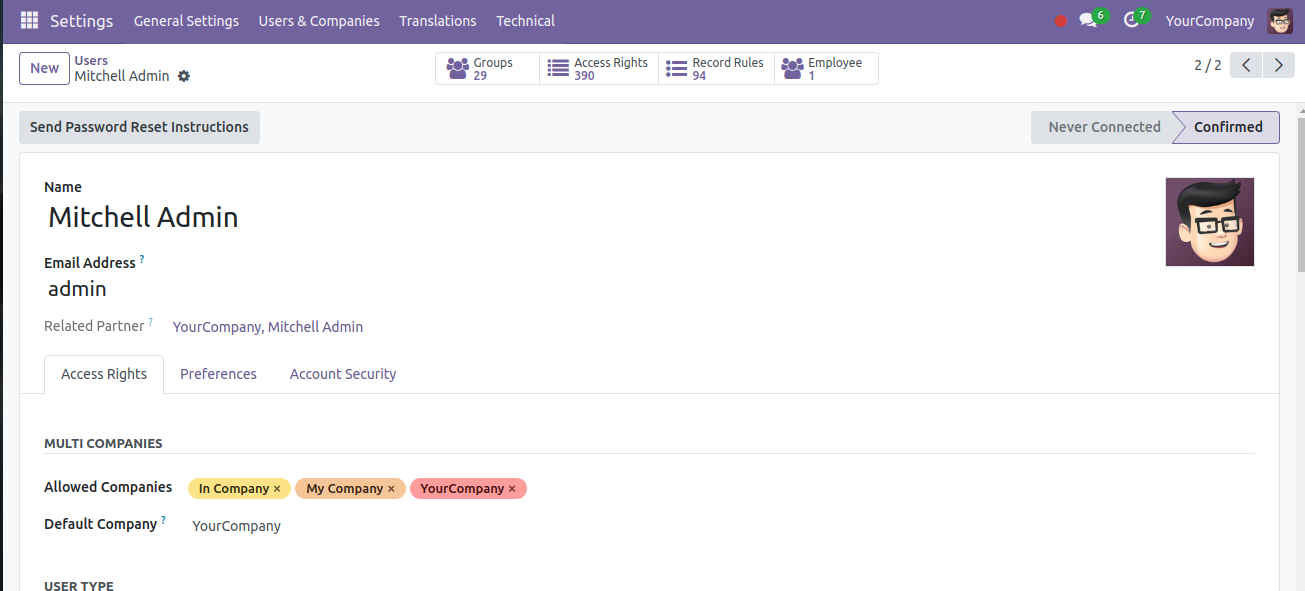 Settings General Settings Users & Companies Translations Technical 6 7 YourCompany
New Users Groups Access Rights Record Rules Employee
Mitchell Admin 29 390 94 1 2 / 2
Send Password Reset Instructions Never Connected Confirmed
Name
Mitchell Admin
Email Address ?
admin
Related Partner ? YourCompany, Mitchell Admin
Access Rights Preferences Account Security
MULTI COMPANIES
Allowed Companies In Company × My Company × YourCompany ×
Default Company ? YourCompany
USER TYPE